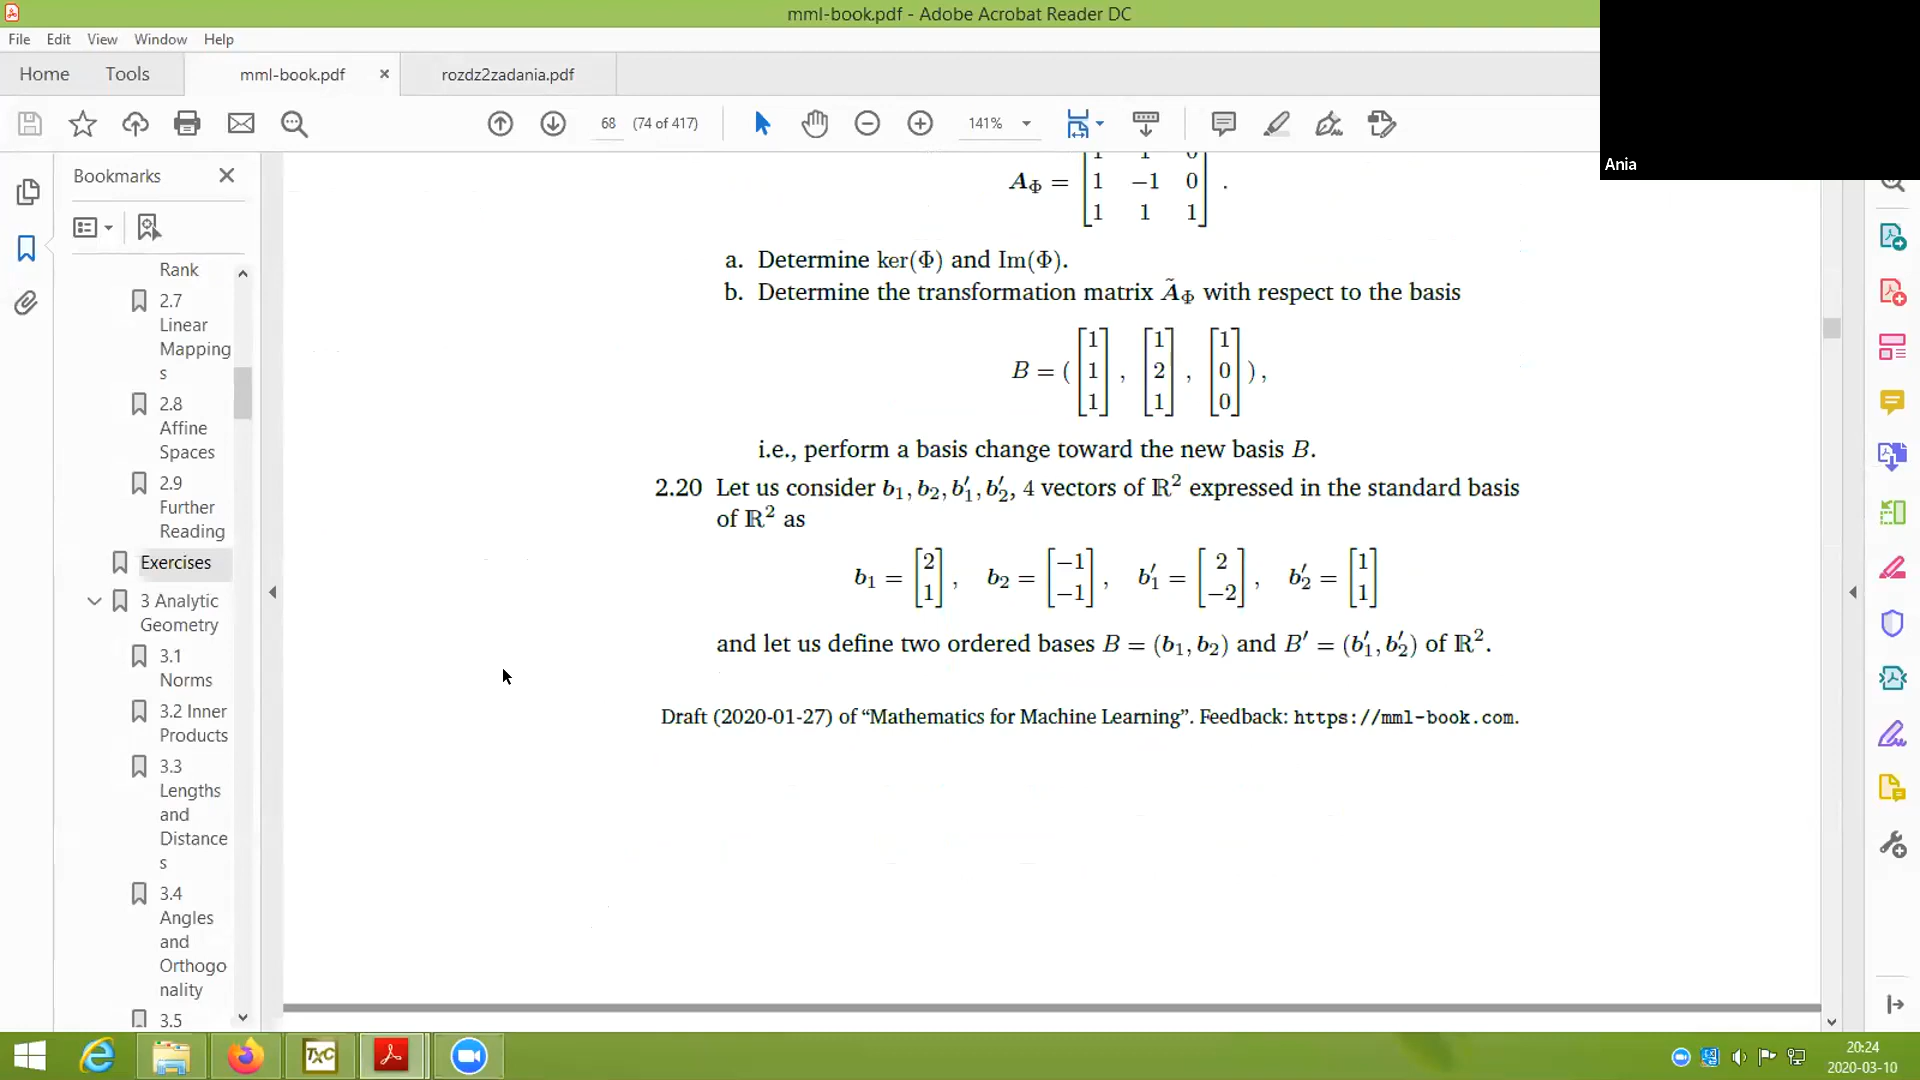 mml-book.pdf - Adobe Acrobat Reader DC
File Edit View Window Help
Home Tools mml-book.pdf × rozdz2zadania.pdf
68 (74 of 417) 141%
Ania
Bookmarks
Rank
2.7
Linear
Mapping
s
2.8
Affine
Spaces
2.9
Further
Reading
Exercises
3 Analytic
Geometry
3.1
Norms
3.2 Inner
Products
3.3
Lengths
and
Distance
s
3.4
Angles
and
Orthogo
nality
3.5
1 1 0
A_Φ = [1 −1 0] .
1 1 1
a. Determine ker(Φ) and Im(Φ).
b. Determine the transformation matrix Ã_Φ with respect to the basis
B = ( [1 1 1] , [1 2 1] , [1 0 0] ) ,
i.e., perform a basis change toward the new basis B.
2.20 Let us consider b₁, b₂, b′₁, b′₂, 4 vectors of ℝ² expressed in the standard basis
of ℝ² as
b₁ = [2 1] , b₂ = [−1 −1] , b′₁ = [2 −2] , b′₂ = [1 1]
and let us define two ordered bases B = (b₁, b₂) and B′ = (b′₁, b′₂) of ℝ².
Draft (2020-01-27) of “Mathematics for Machine Learning”. Feedback: https://mml-book.com.
20:24
2020-03-10